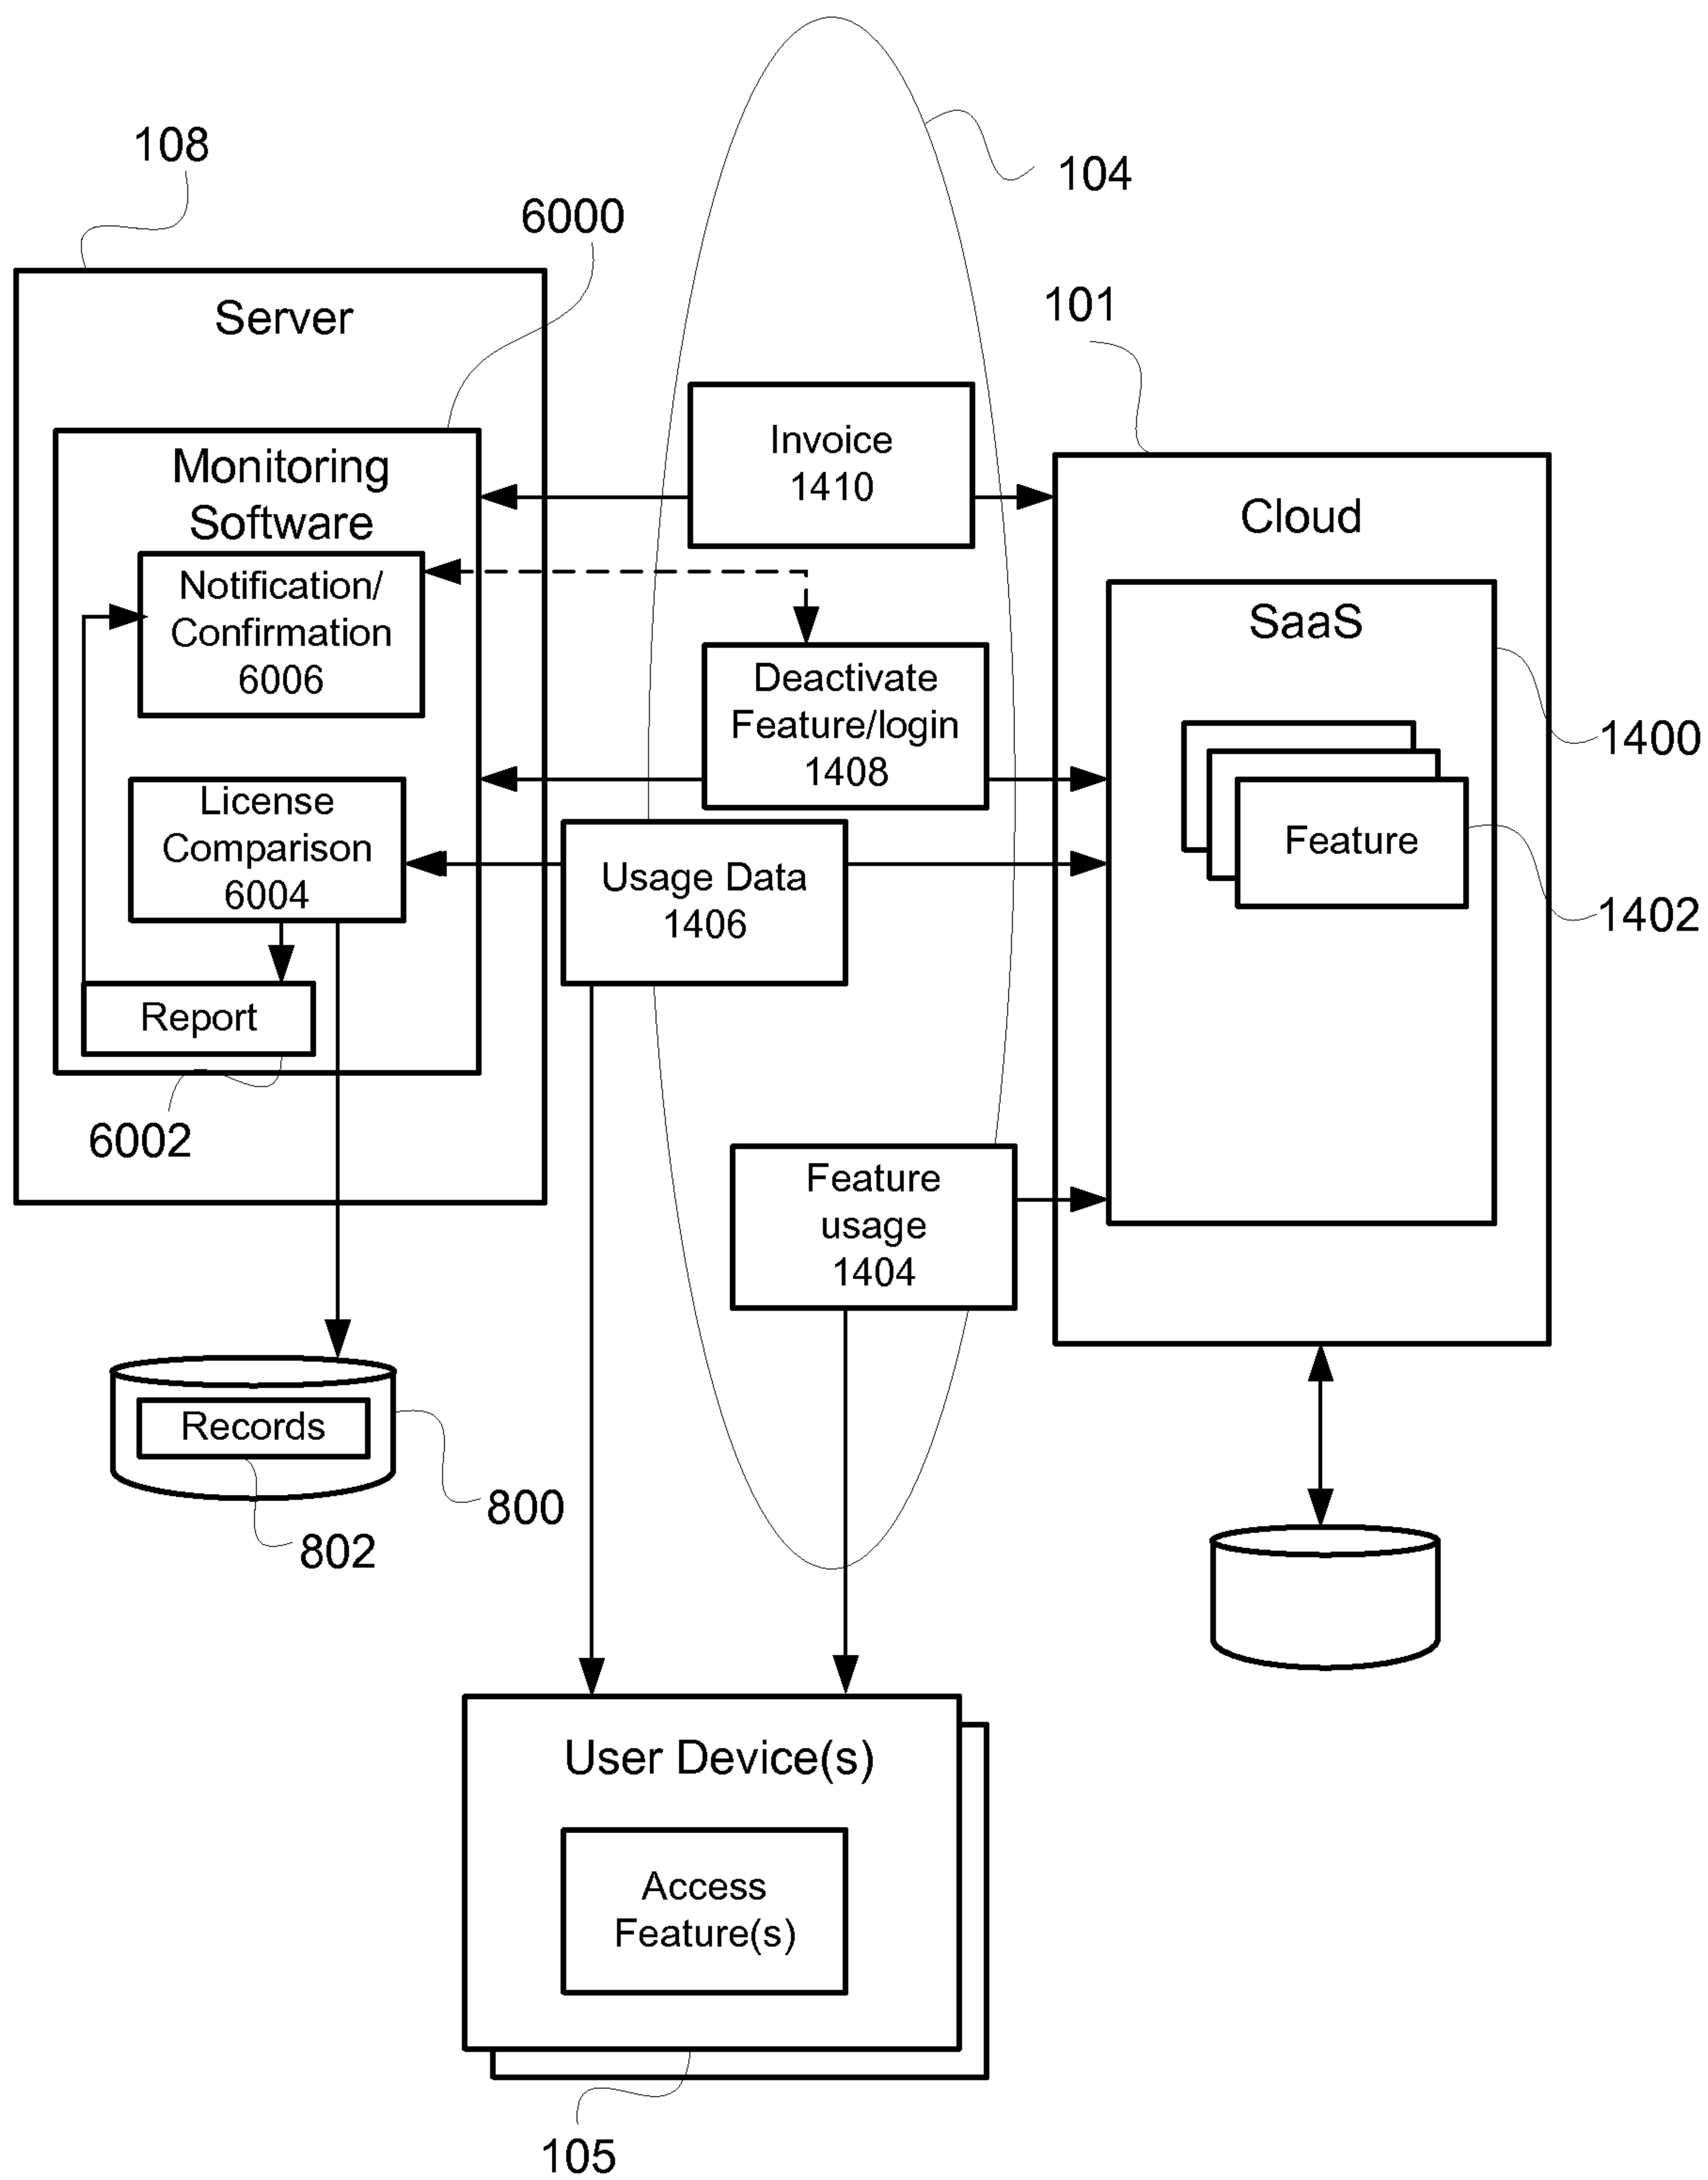 108
104
6000
101
Server
Monitoring
Software
Invoice
1410
Cloud
Notification/
Confirmation
6006
SaaS
Deactivate
Feature/login
1408
1400
License
Comparison
6004
Feature
Usage Data
1406
1402
Report
6002
Feature
usage
1404
Records
800
802
User Device(s)
Access
Feature(s)
105